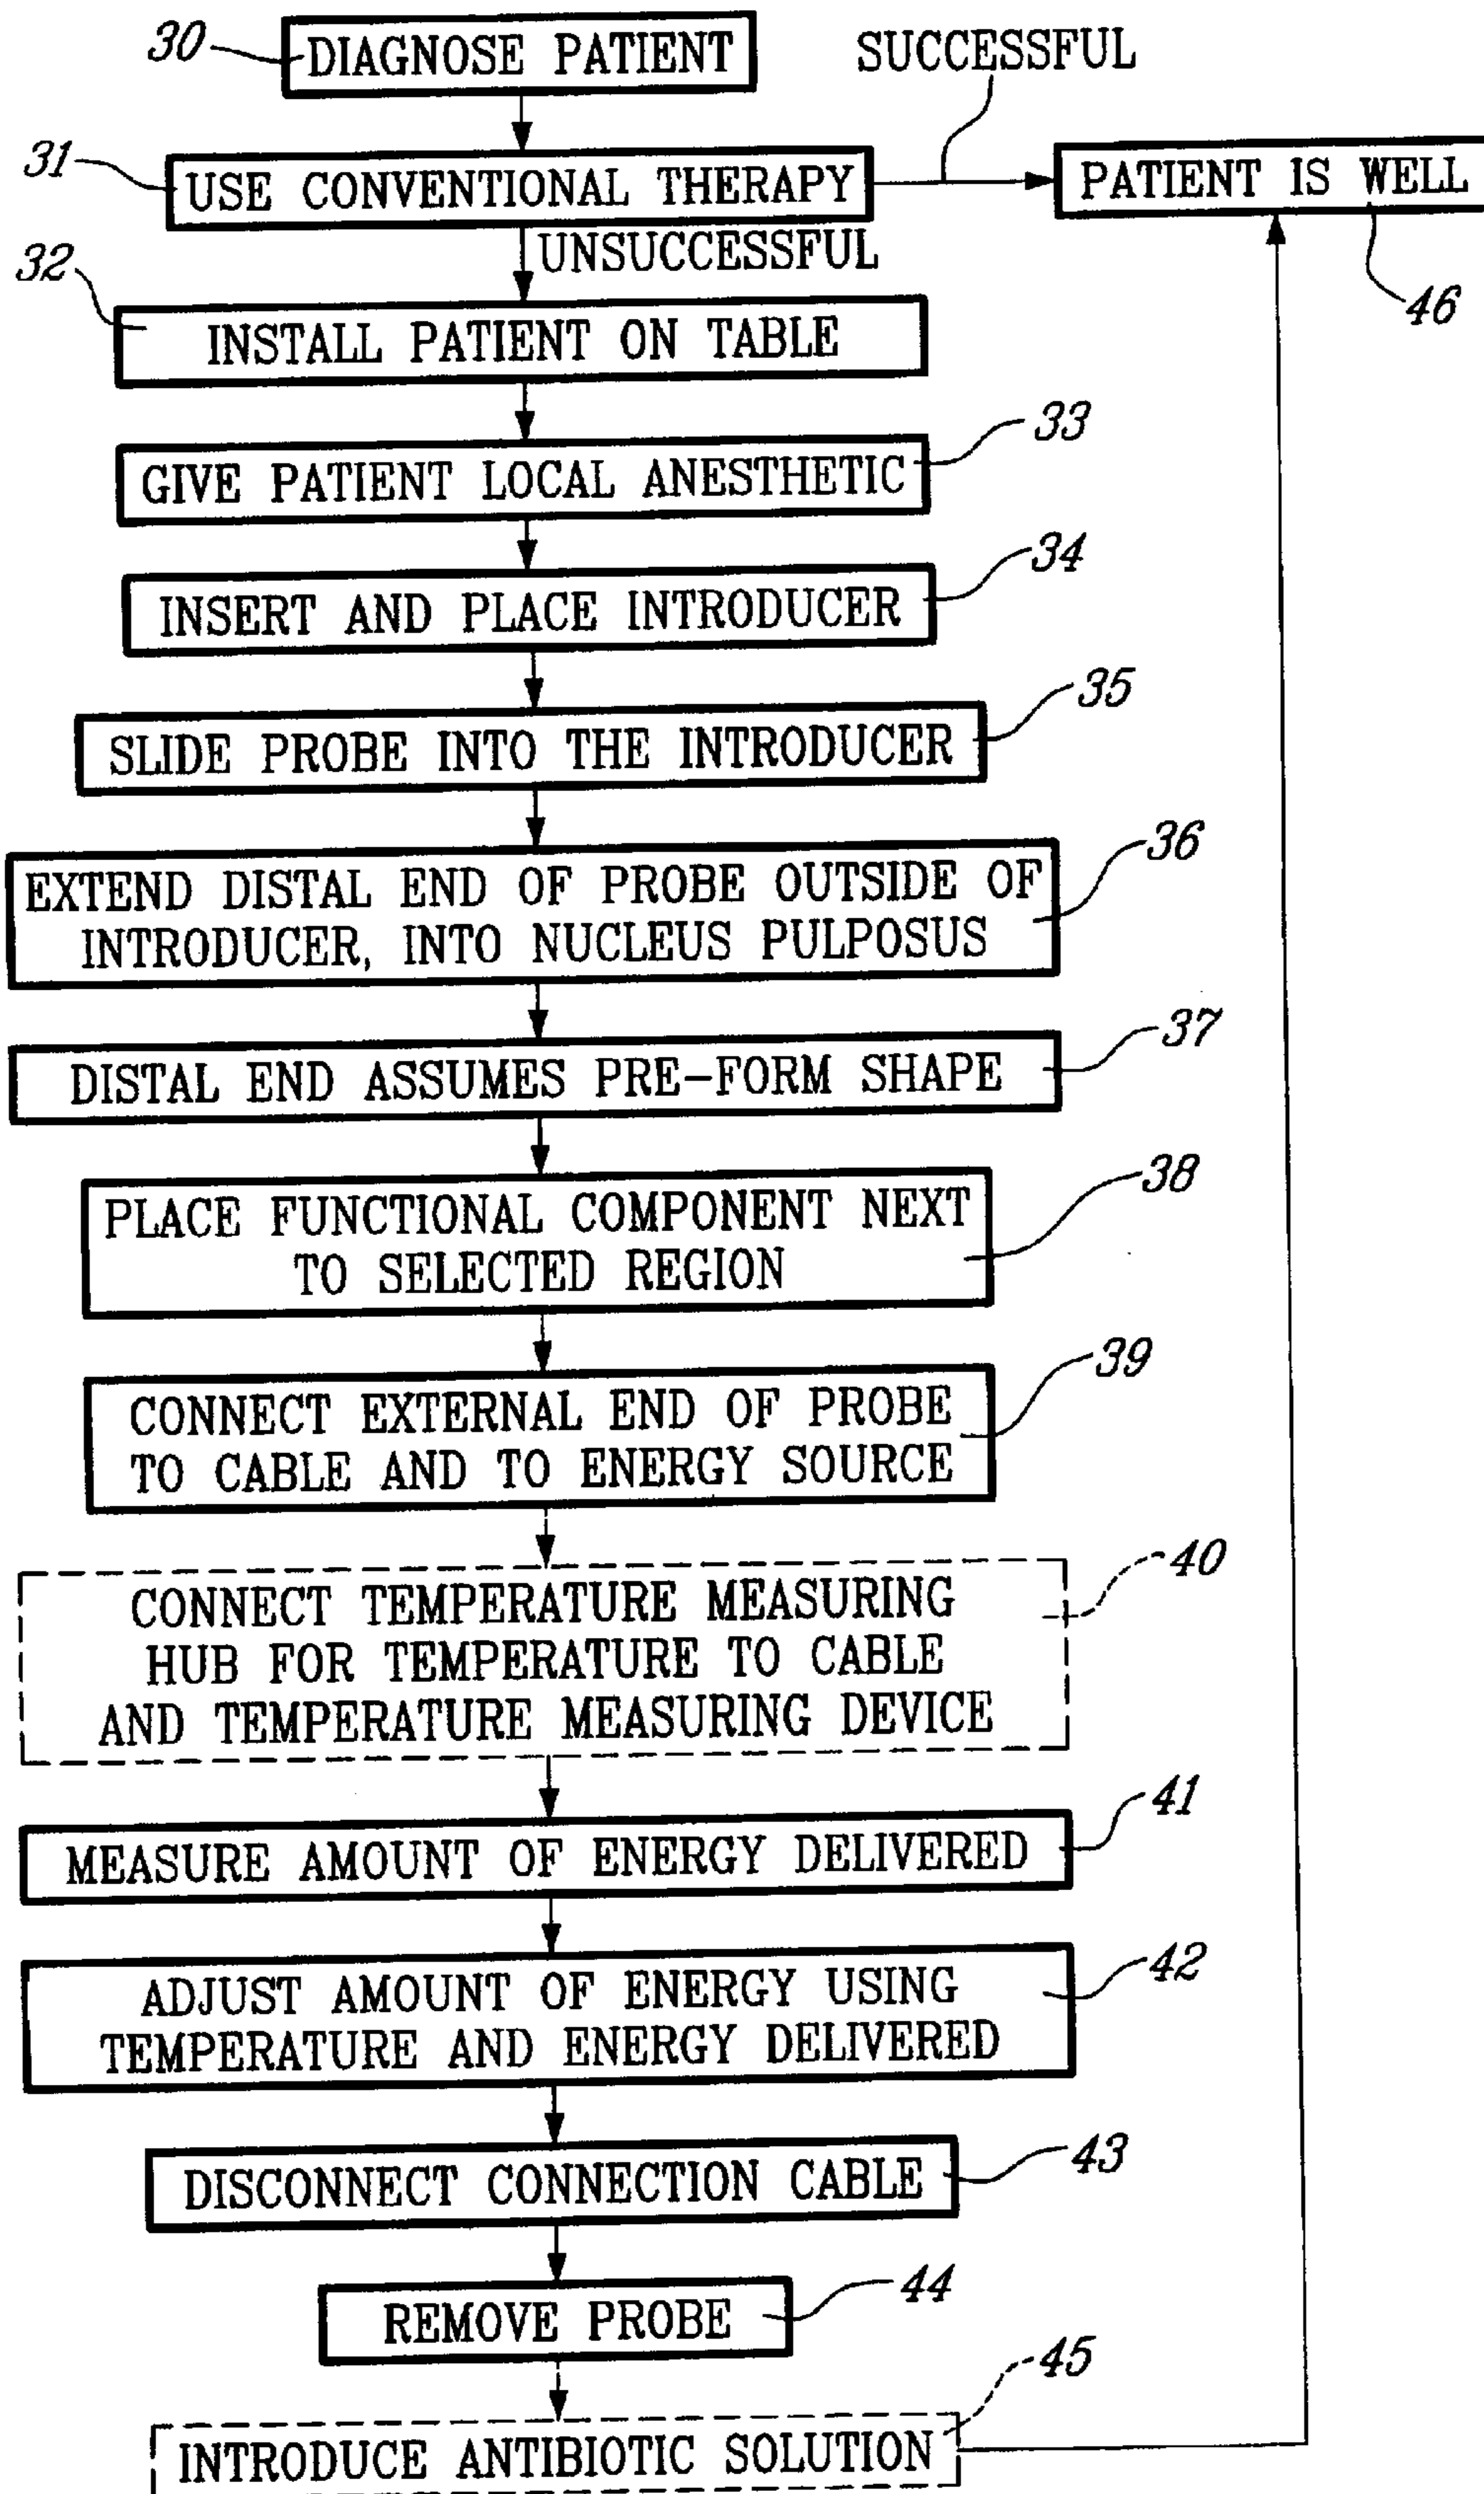 30
DIAGNOSE PATIENT
SUCCESSFUL
31
USE CONVENTIONAL THERAPY
PATIENT IS WELL
46
UNSUCCESSFUL
32
INSTALL PATIENT ON TABLE
33
GIVE PATIENT LOCAL ANESTHETIC
34
INSERT AND PLACE INTRODUCER
35
SLIDE PROBE INTO THE INTRODUCER
36
EXTEND DISTAL END OF PROBE OUTSIDE OF
INTRODUCER, INTO NUCLEUS PULPOSUS
37
DISTAL END ASSUMES PRE-FORM SHAPE
38
PLACE FUNCTIONAL COMPONENT NEXT
TO SELECTED REGION
39
CONNECT EXTERNAL END OF PROBE
TO CABLE AND TO ENERGY SOURCE
40
CONNECT TEMPERATURE MEASURING
HUB FOR TEMPERATURE TO CABLE
AND TEMPERATURE MEASURING DEVICE
41
MEASURE AMOUNT OF ENERGY DELIVERED
42
ADJUST AMOUNT OF ENERGY USING
TEMPERATURE AND ENERGY DELIVERED
43
DISCONNECT CONNECTION CABLE
44
REMOVE PROBE
45
INTRODUCE ANTIBIOTIC SOLUTION